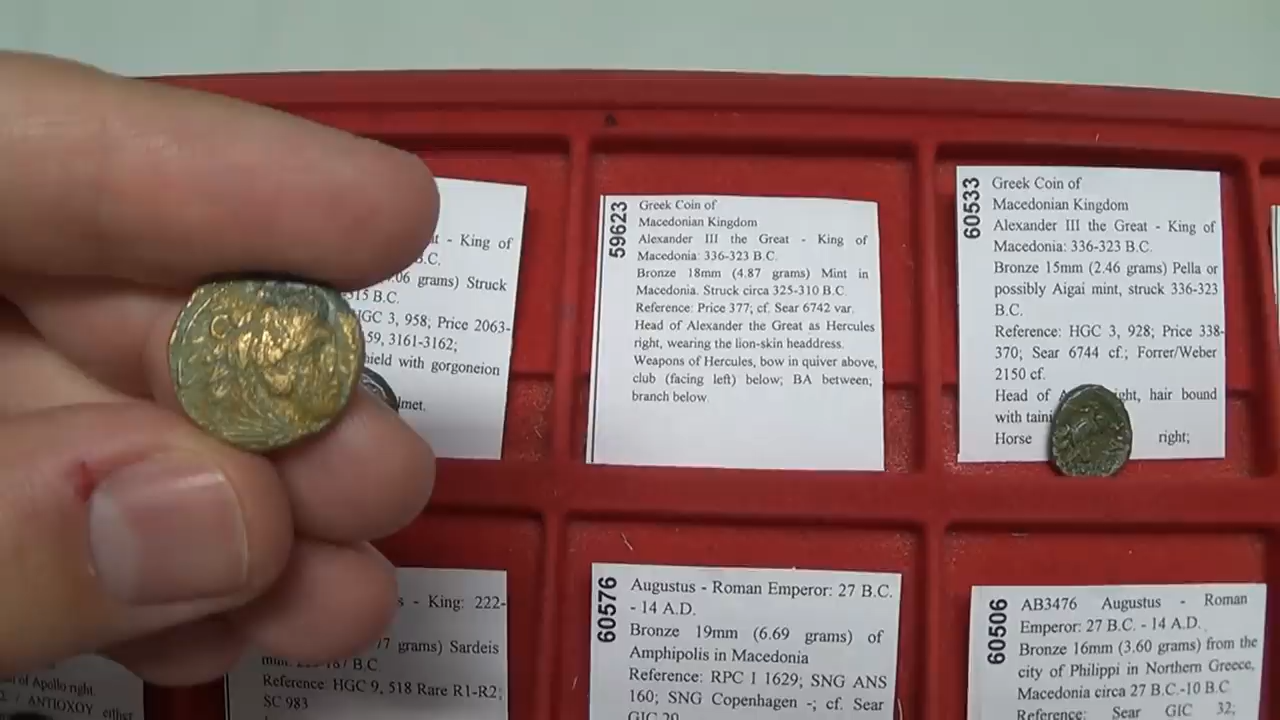 - King of
B.C.
.06 grams) Struck
315 B.C.
HGC 3, 958; Price 2063-
59, 3161-3162;
shield with gorgoneion
helmet.
59623
Greek Coin of
Macedonian Kingdom
Alexander III the Great - King of
Macedonia: 336-323 B.C.
Bronze 18mm (4.87 grams) Mint in
Macedonia. Struck circa 325-310 B.C.
Reference: Price 377; cf. Sear 6742 var.
Head of Alexander the Great as Hercules
right, wearing the lion-skin headdress.
Weapons of Hercules, bow in quiver above,
club (facing left) below; BA between;
branch below.
60533
Greek Coin of
Macedonian Kingdom
Alexander III the Great - King of
Macedonia: 336-323 B.C.
Bronze 15mm (2.46 grams) Pella or
possibly Aigai mint, struck 336-323
B.C.
Reference: HGC 3, 928; Price 338-
370; Sear 6744 cf.; Forrer/Weber
2150 cf.
Head of right, hair bound
with
Horse right;
of Apollo right.
/ ΑΝΤΙΟΧΟΥ either
- King: 222-
grams) Sardeis
187 B.C
Reference: HGC 9, 518 Rare R1-R2;
SC 983
60576
Augustus - Roman Emperor: 27 B.C.
- 14 A.D.
Bronze 19mm (6.69 grams) of
Amphipolis in Macedonia
Reference: RPC I 1629; SNG ANS
160; SNG Copenhagen -; cf. Sear
GIC
60506
AB3476 Augustus - Roman
Emperor: 27 B.C. - 14 A.D.
Bronze 16mm (3.60 grams) from the
city of Philippi in Northern Greece,
Macedonia circa 27 B.C.-10 B.C
Reference: Sear GIC 32;